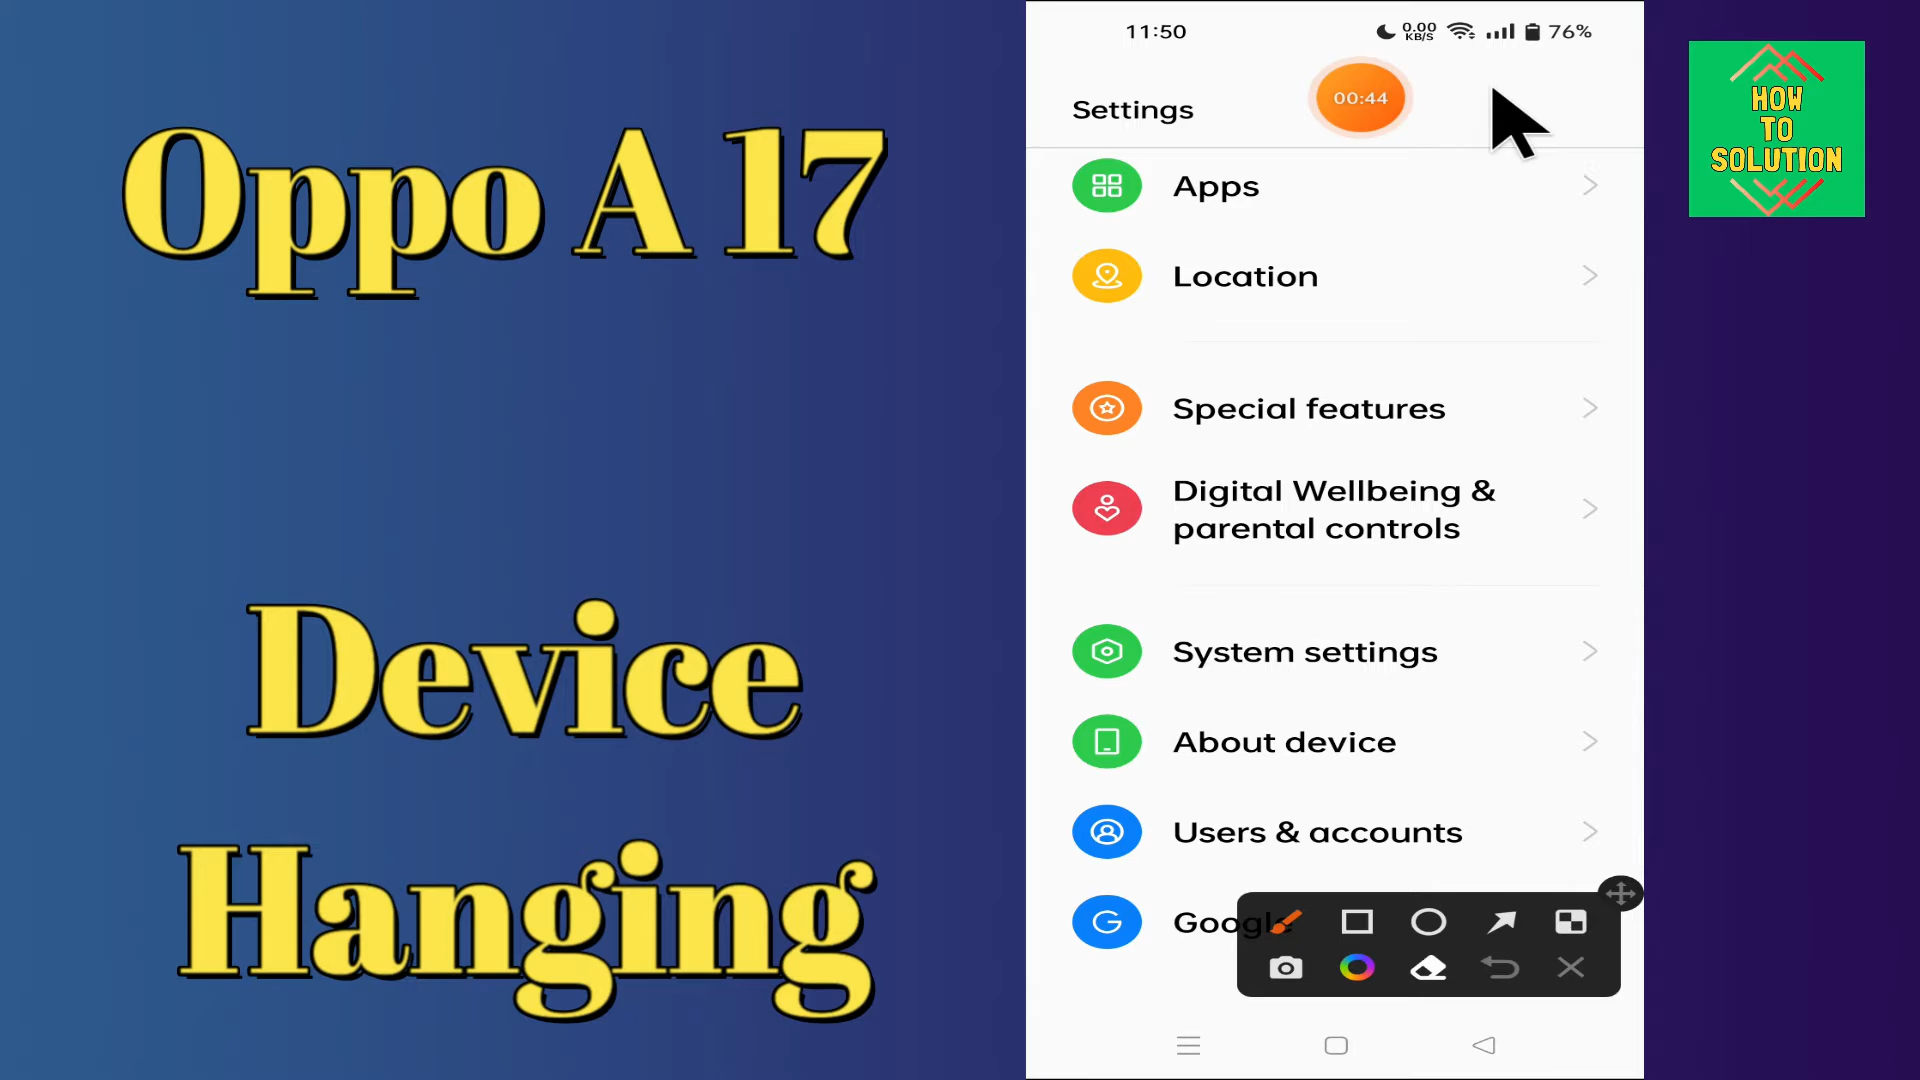 Oppo A 17
Device
Hanging
11:50
0.00
KB/S
76%
Settings
00:44
Apps
Location
Special features
Digital Wellbeing &
parental controls
System settings
About device
Users & accounts
Google
HOW
TO
SOLUTION